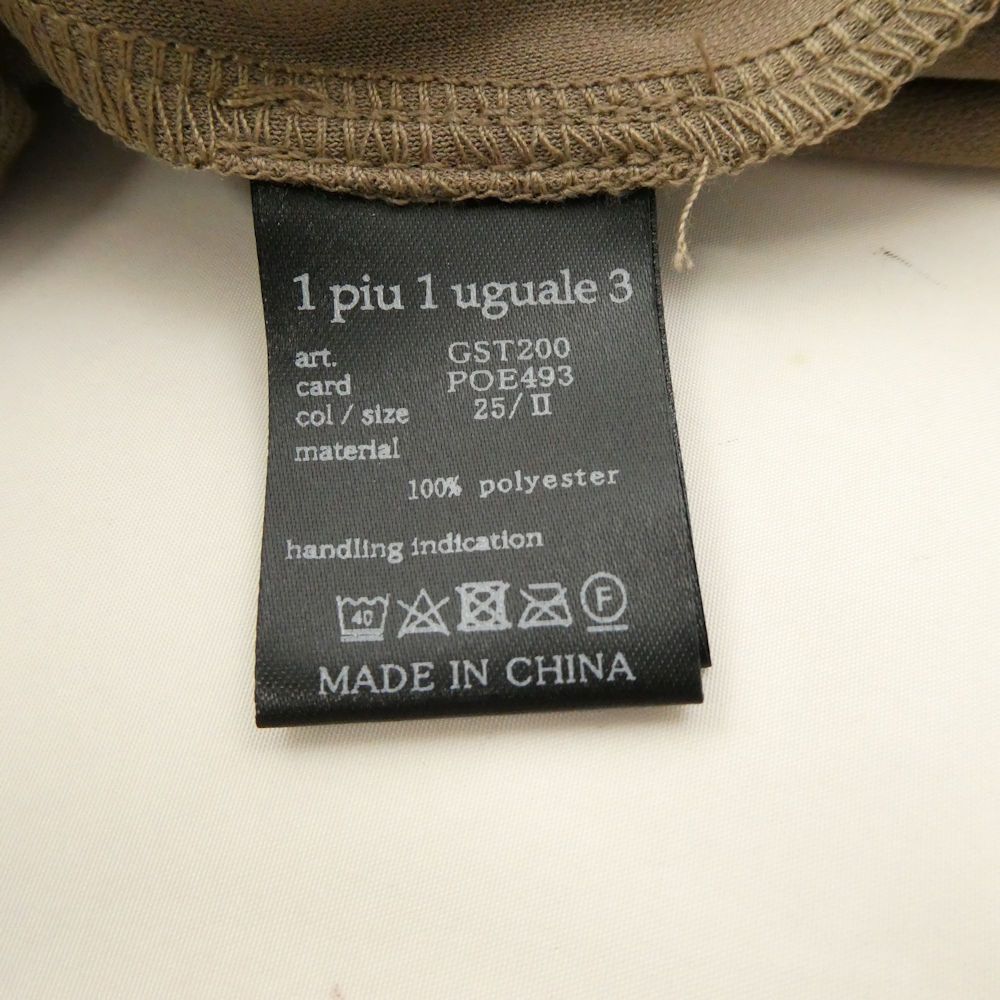 1 piu 1 uguale 3
art. GST200
card POE493
col / size 25/II
material
100% polyester
handling indication
40 F
MADE IN CHINA